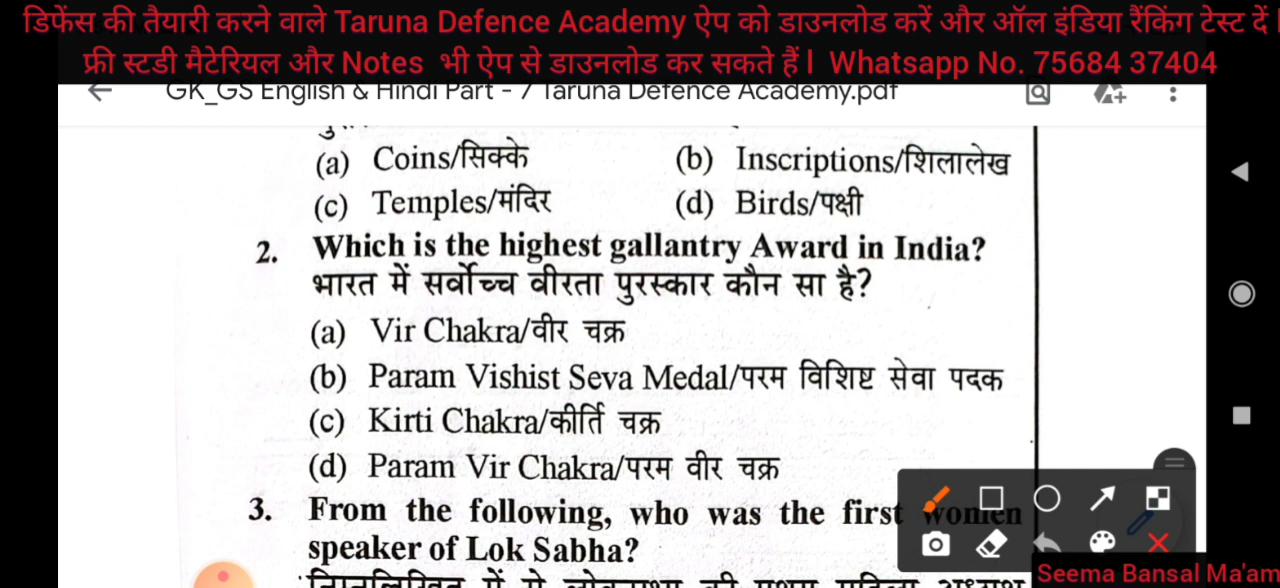 डिफेंस की तैयारी करने वाले Taruna Defence Academy ऐप को डाउनलोड करें और ऑल इंडिया रैंकिंग टेस्ट दें।
फ्री स्टडी मैटेरियल और Notes भी ऐप से डाउनलोड कर सकते हैं। Whatsapp No. 75684 37404
GK_GS English & Hindi Part - 7 Taruna Defence Academy.pdf
(a) Coins/सिक्के (b) Inscriptions/शिलालेख
(c) Temples/मंदिर (d) Birds/पक्षी
2. Which is the highest gallantry Award in India?
भारत में सर्वोच्च वीरता पुरस्कार कौन सा है?
(a) Vir Chakra/वीर चक्र
(b) Param Vishist Seva Medal/परम विशिष्ट सेवा पदक
(c) Kirti Chakra/कीर्ति चक्र
(d) Param Vir Chakra/परम वीर चक्र
3. From the following, who was the first women
speaker of Lok Sabha?
Seema Bansal Ma'am